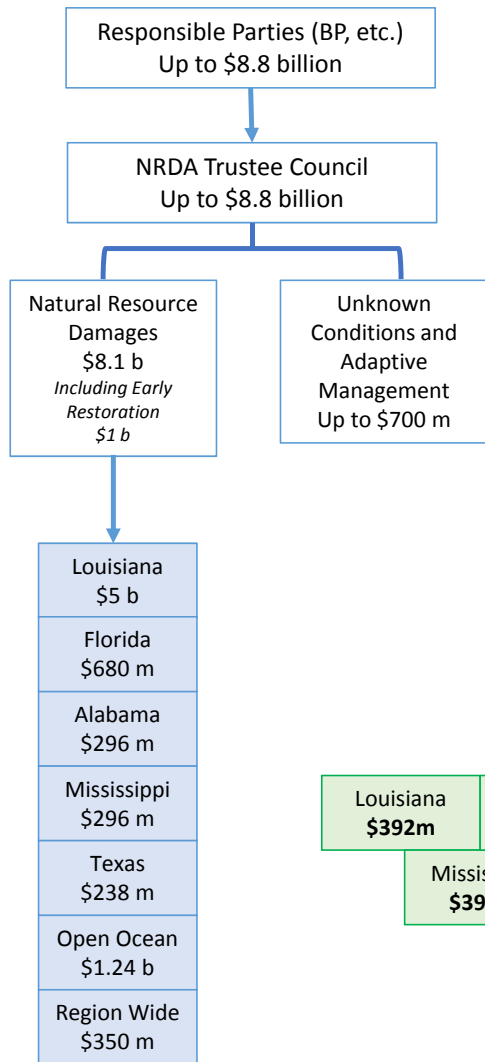 Responsible Parties (BP, etc.)
Up to $8.8 billion
NRDA Trustee Council
Up to $8.8 billion
Natural Resource
Damages
$8.1 b
Including Early
Restoration
$1 b
Unknown
Conditions and
Adaptive
Management
Up to $700 m
Louisiana
$5 b
Florida
$680 m
Alabama
$296 m
Mississippi
$296 m
Texas
$238 m
Open Ocean
$1.24 b
Region Wide
$350 m
Louisiana
$392m